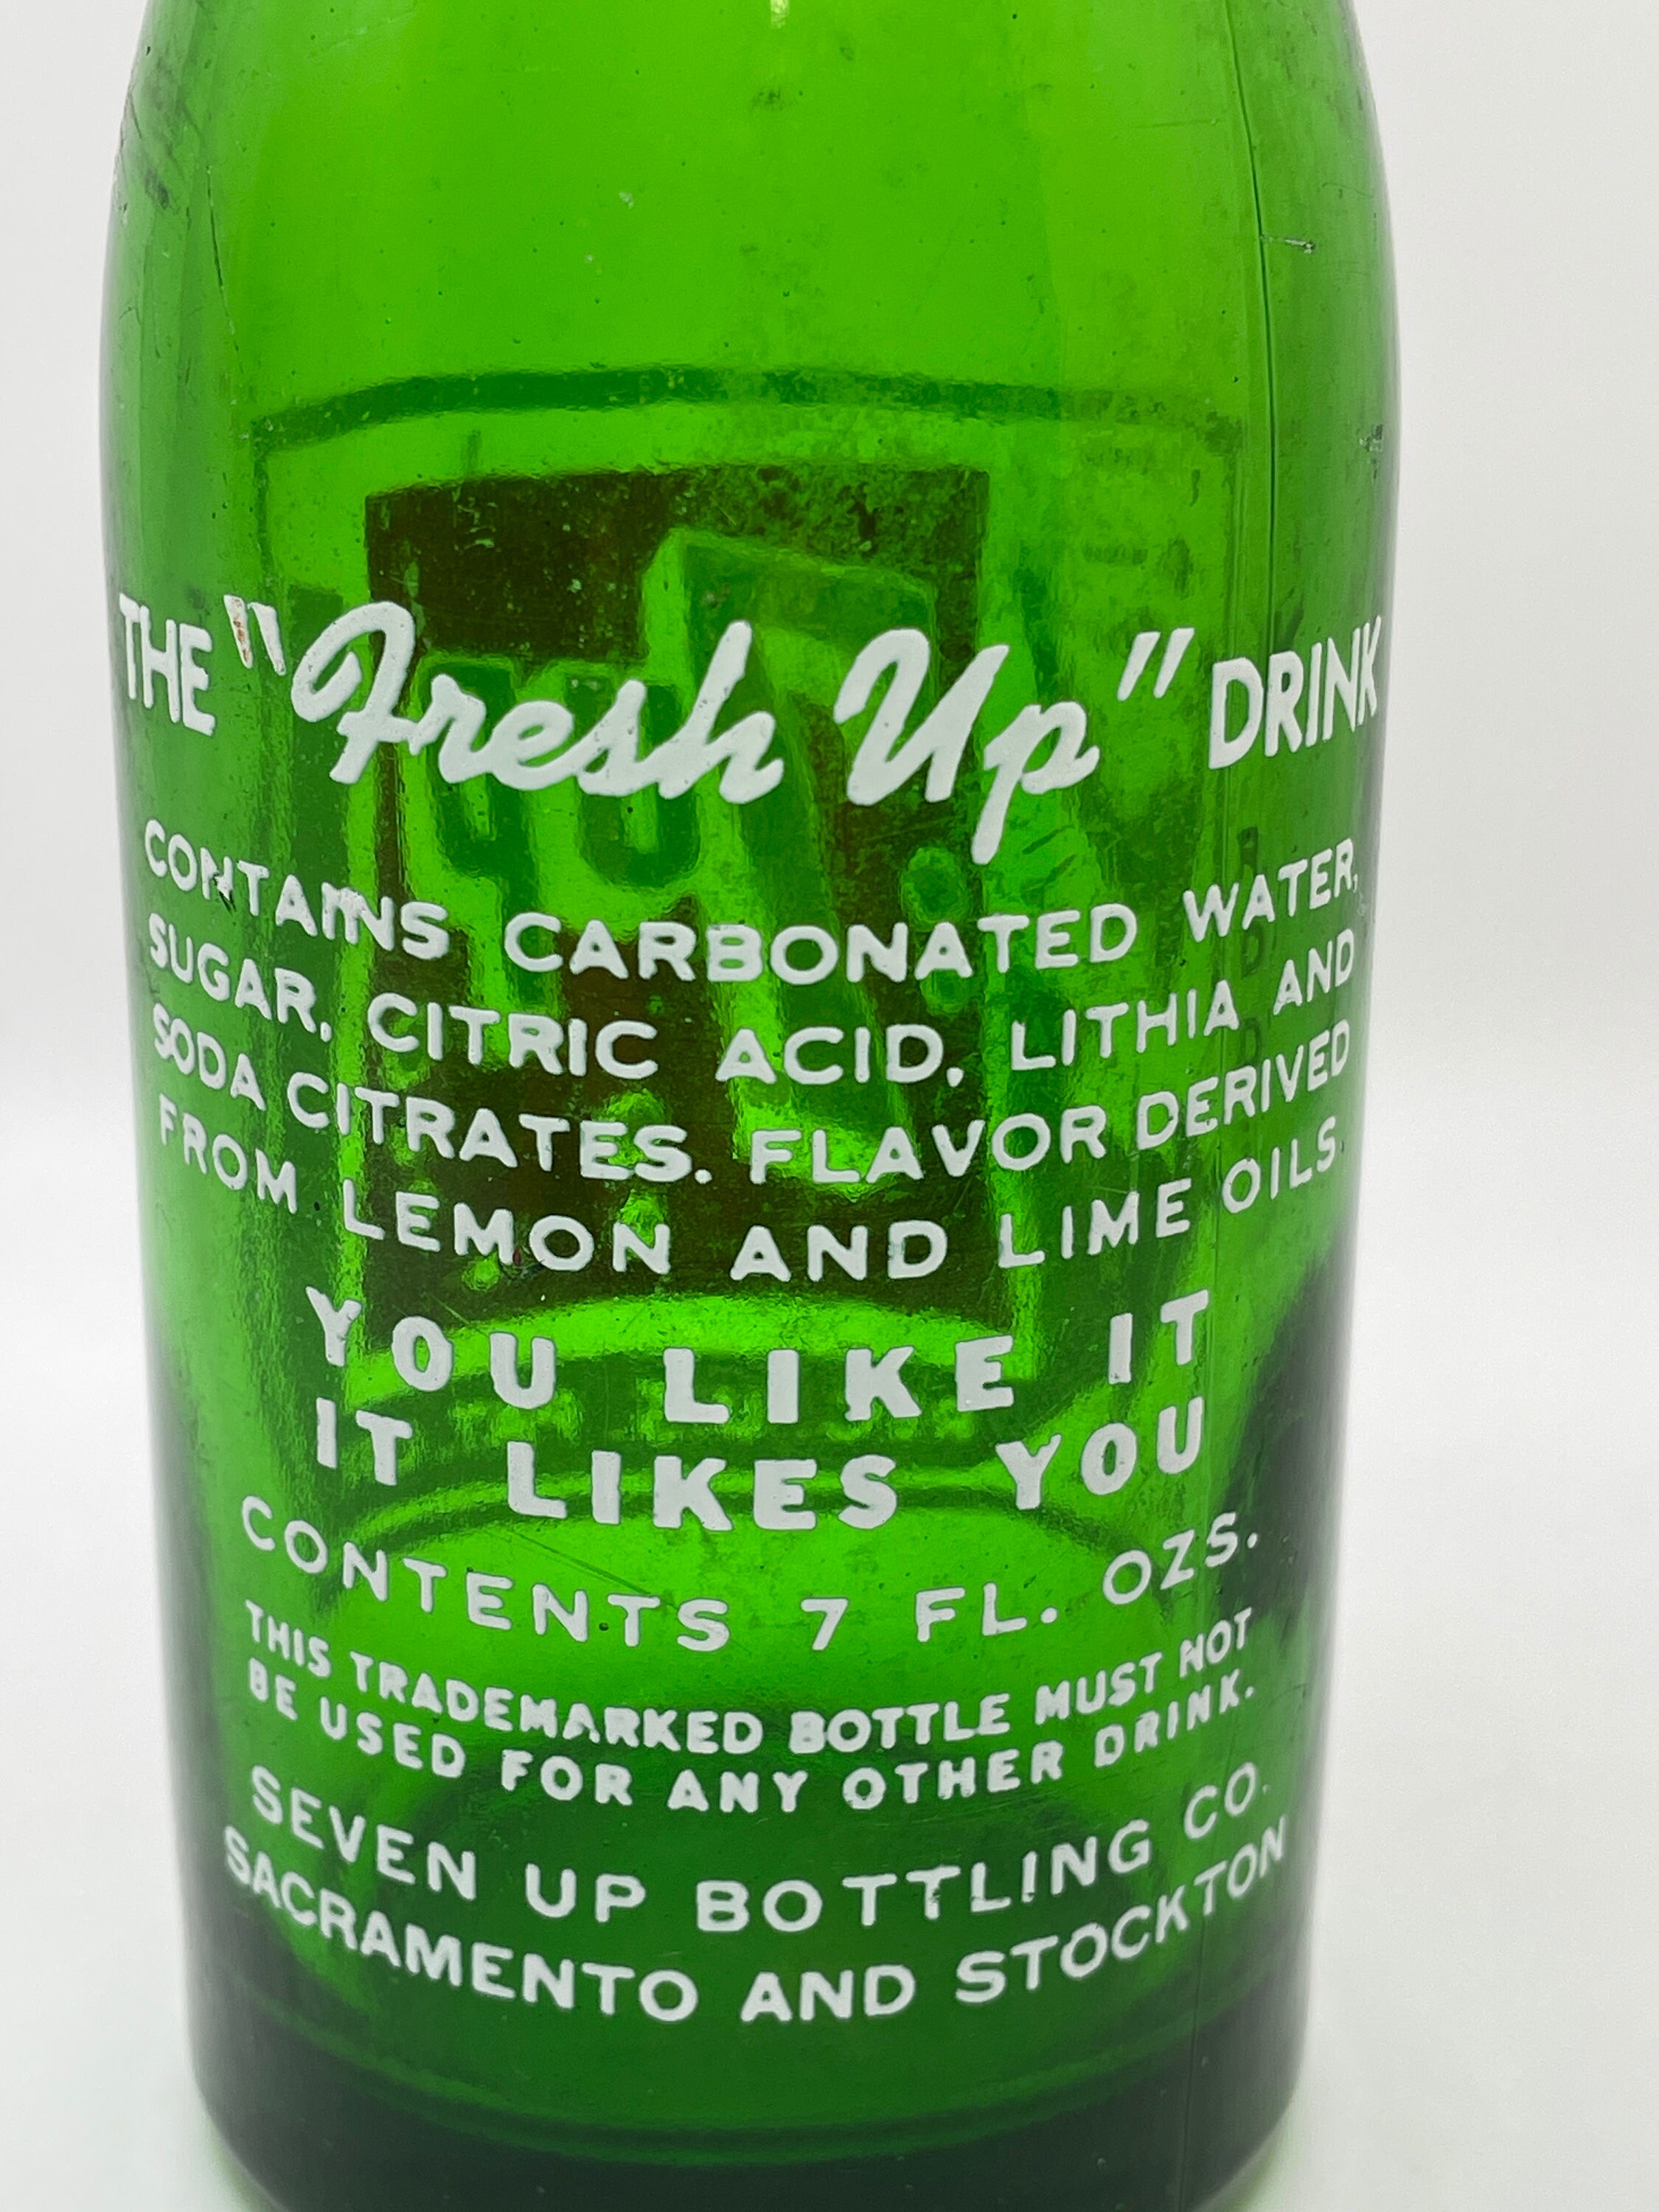 THE "Fresh Up" DRINK
CONTAINS CARBONATED WATER,
SUGAR, CITRIC ACID, LITHIA AND
SODA CITRATES. FLAVOR DERIVED
FROM LEMON AND LIME OILS.
YOU LIKE IT
IT LIKES YOU
CONTENTS 7 FL. OZS.
THIS TRADEMARKED BOTTLE MUST NOT
BE USED FOR ANY OTHER DRINK.
SEVEN UP BOTTLING CO.
SACRAMENTO AND STOCKTON